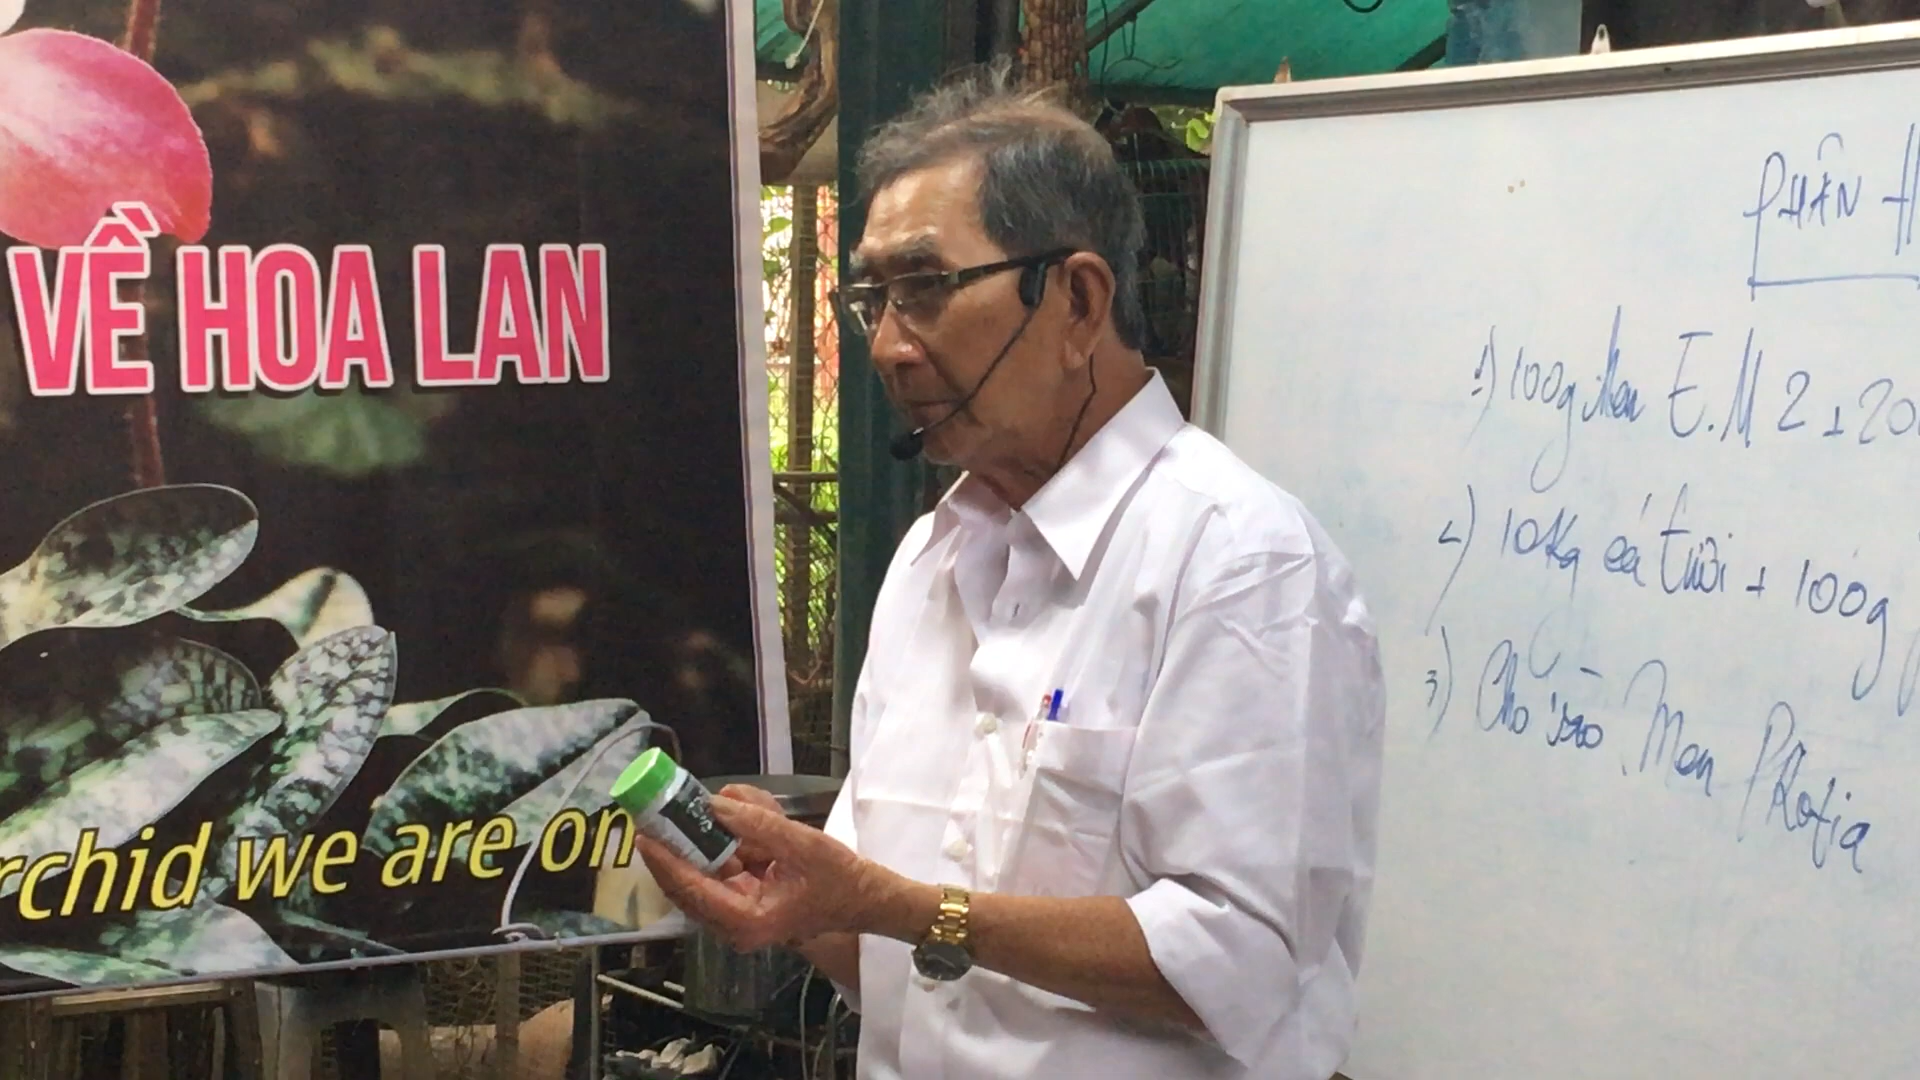 VỀ HOA LAN
rchid we are on
PHÂN H
1) 100g Men E.M 2 + 20
2) 10Kg cá tươi + 100g
3) Cho vào Men PRofia